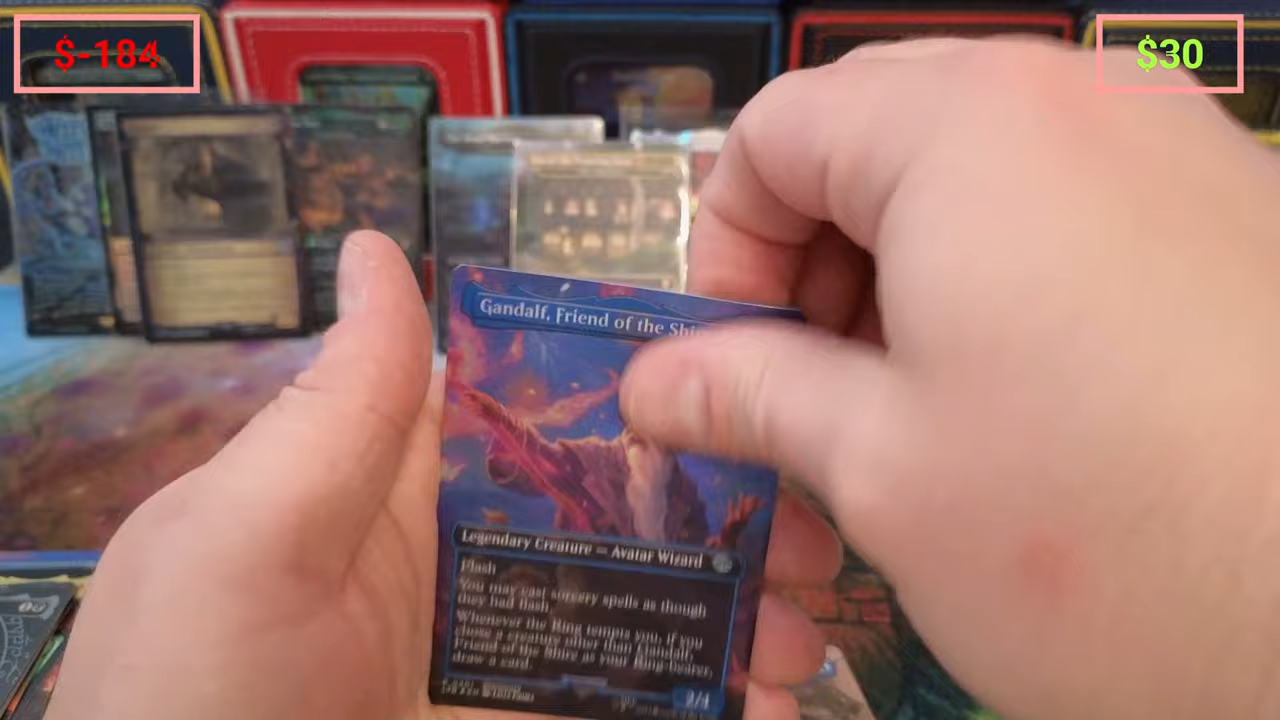 $-184
$30
Gandalf, Friend of the Shi
Legendary Creature — Avatar Wizard
Flash
You may cast sorcery spells as though
they had flash.
Whenever the Ring tempts you, if you
chose a creature other than Gandalf,
Friend of the Shire as your Ring-bearer,
draw a card.
2/4